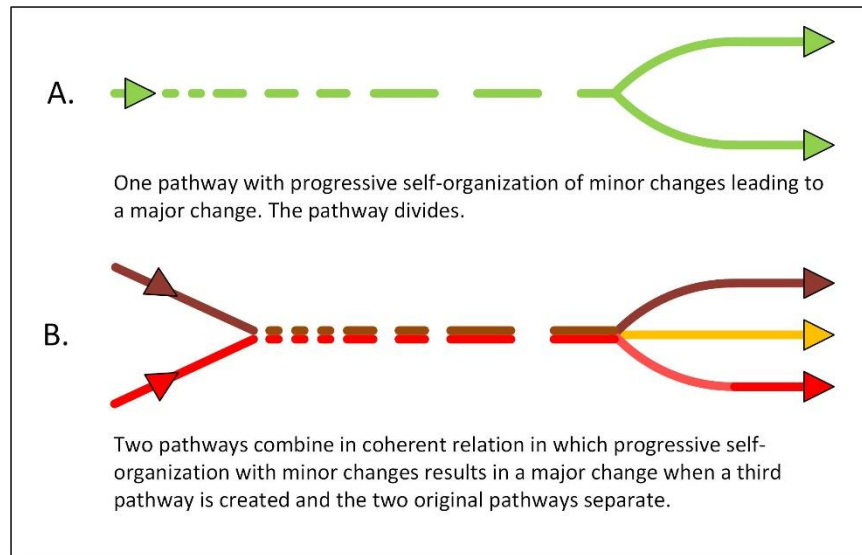 A.
One pathway with progressive self-organization of minor changes leading to
a major change. The pathway divides.
B.
Two pathways combine in coherent relation in which progressive self-
organization with minor changes results in a major change when a third
pathway is created and the two original pathways separate.